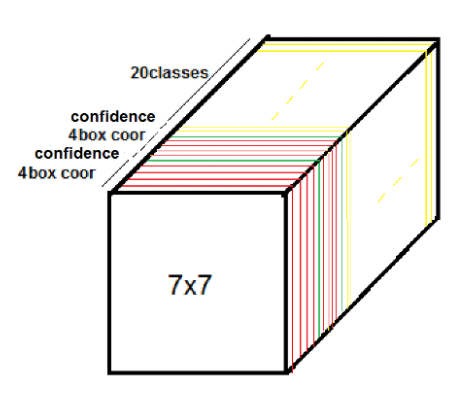 20classes
confidence
4box coor
confidence
4box coor
7x7